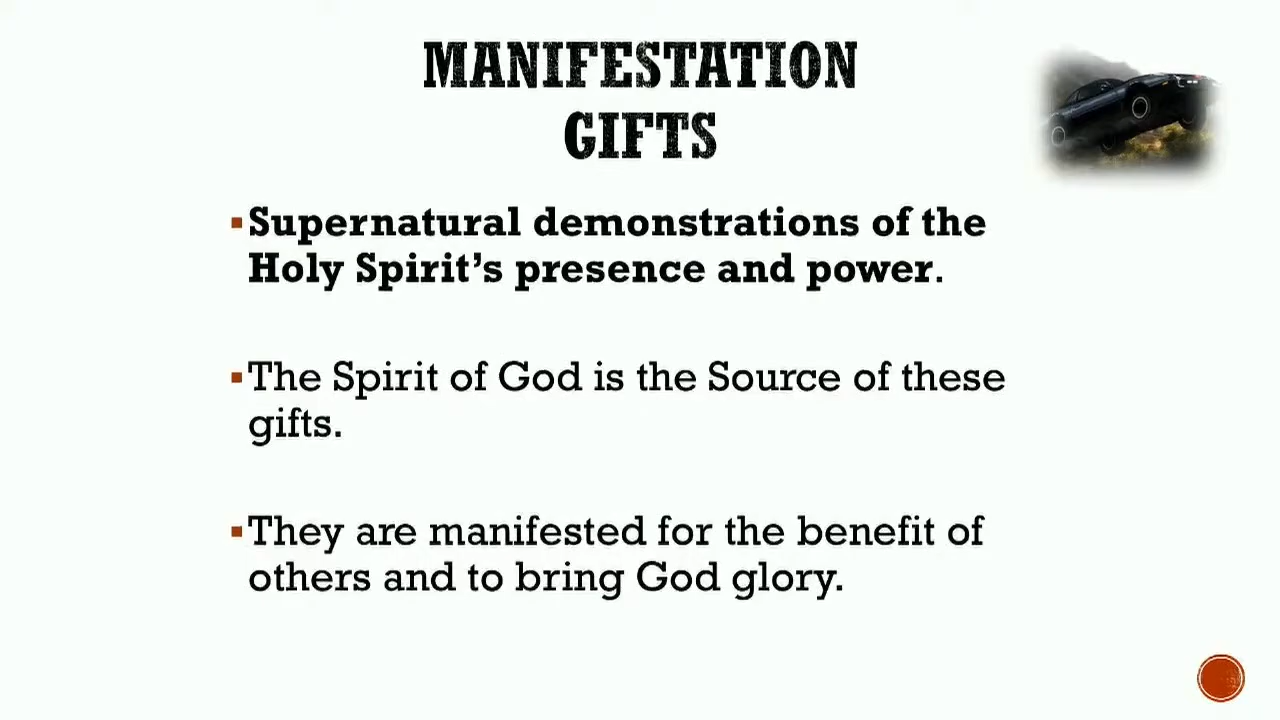 MANIFESTATION
GIFTS
▪Supernatural demonstrations of the
Holy Spirit’s presence and power.
▪The Spirit of God is the Source of these
gifts.
▪They are manifested for the benefit of
others and to bring God glory.